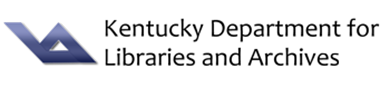 Kentucky Department for
Libraries and Archives